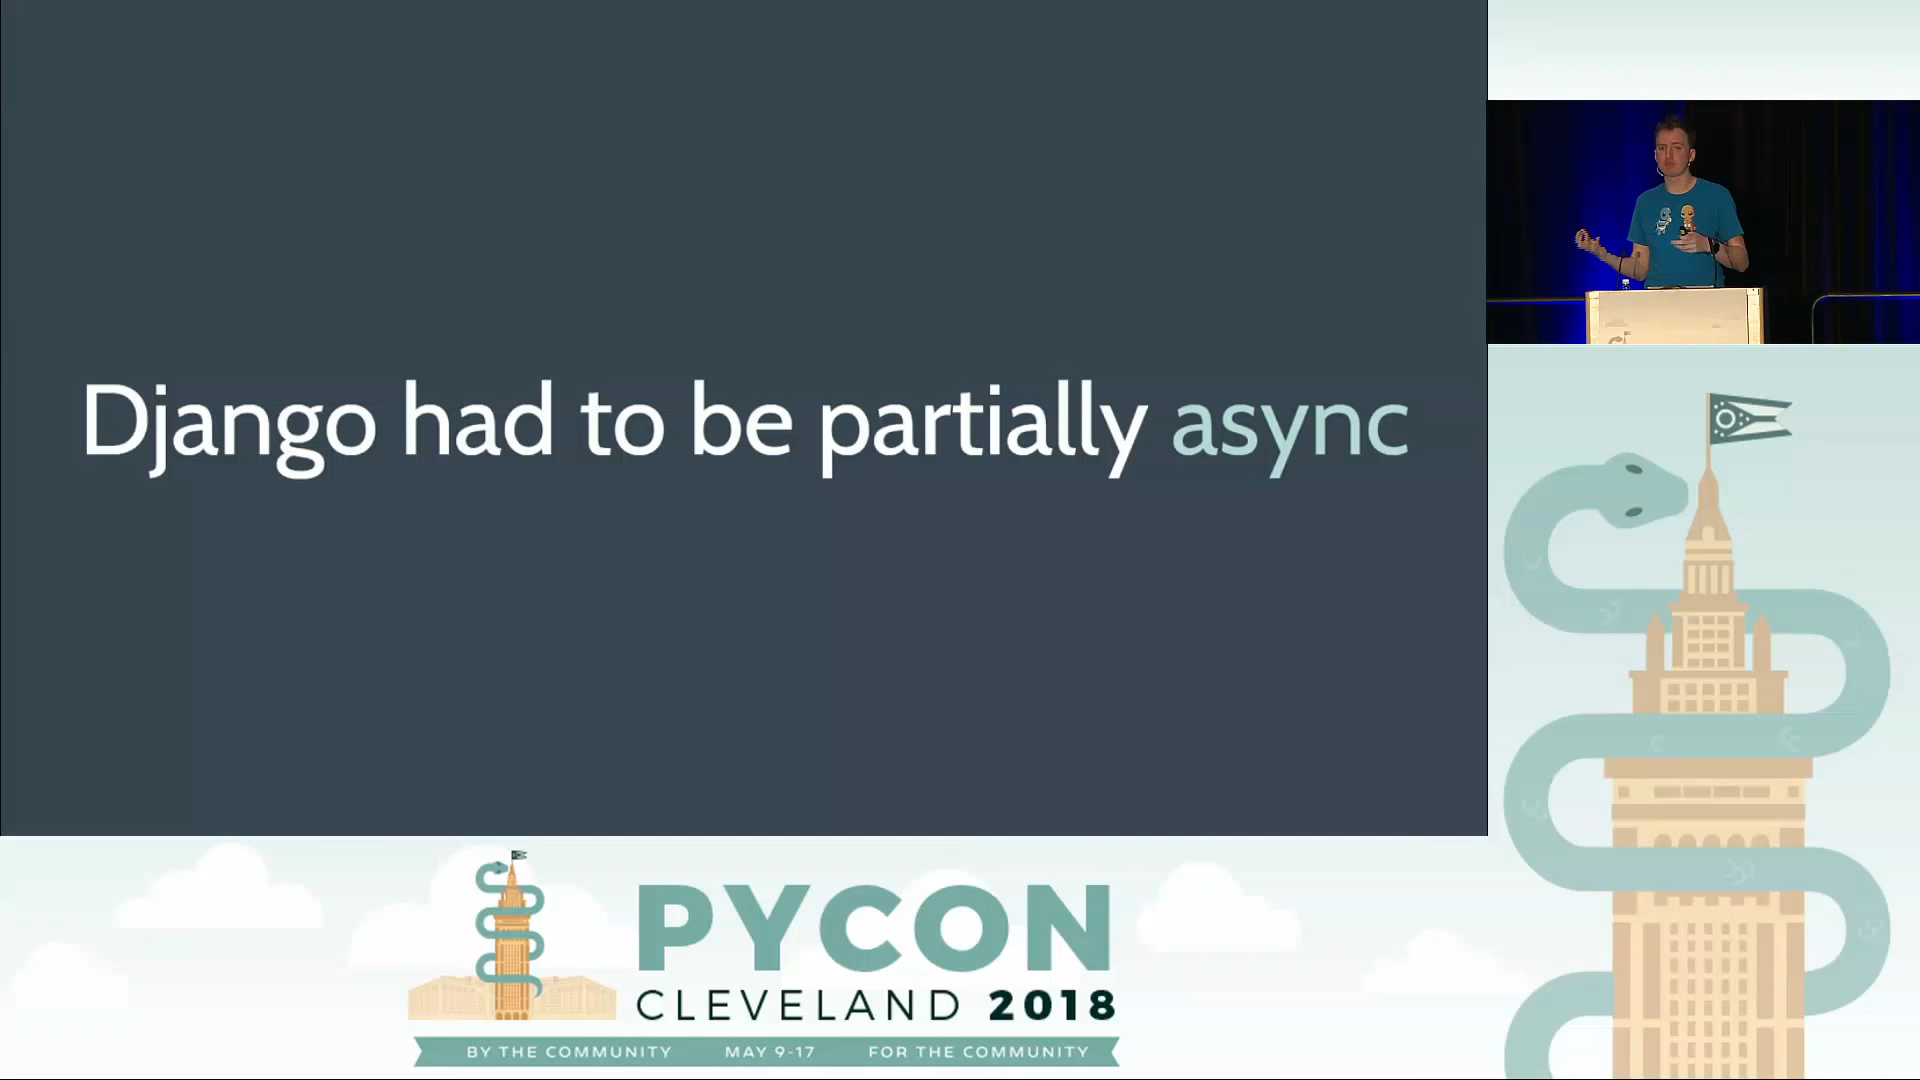 Django had to be partially async
PYCON
CLEVELAND 2018
BY THE COMMUNITY MAY 9-17 FOR THE COMMUNITY